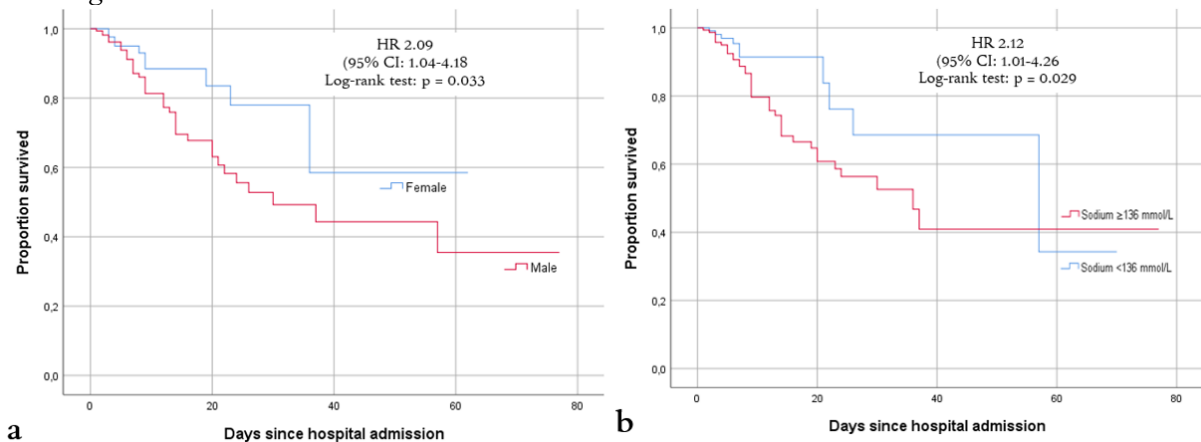 HR 2.09
(95% CI: 1.04-4.18
Log-rank test: p = 0.033
Proportion survived
1,0
0,8
0,6
0,4
0,2
0,0
Female
Male
0 20 40 60 80
Days since hospital admission
a
HR 2.12
(95% CI: 1.01-4.26
Log-rank test: p = 0.029
Proportion survived
1,0
0,8
0,6
0,4
0,2
0,0
Sodium ≥136 mmol/L
Sodium <136 mmol/L
0 20 40 60 80
Days since hospital admission
b